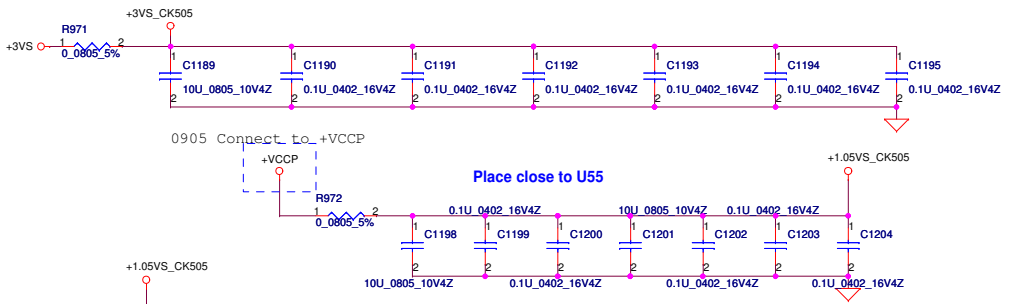 +3VS_CK505
R971
+3VS 1 2
0_0805_5%
1 1 1 1 1 1 1
C1189 C1190 C1191 C1192 C1193 C1194 C1195
10U_0805_10V4Z 0.1U_0402_16V4Z 0.1U_0402_16V4Z 0.1U_0402_16V4Z 0.1U_0402_16V4Z 0.1U_0402_16V4Z 0.1U_0402_16V4Z
2 2 2 2 2 2 2
0905 Connect to +VCCP
+VCCP
+1.05VS_CK505
Place close to U55
R972
1 2
0_0805_5%
0.1U_0402_16V4Z 10U_0805_10V4Z 0.1U_0402_16V4Z
1 1 1 1 1 1 1
C1198 C1199 C1200 C1201 C1202 C1203 C1204
2 2 2 2 2 2 2
10U_0805_10V4Z 0.1U_0402_16V4Z 0.1U_0402_16V4Z 0.1U_0402_16V4Z
+1.05VS_CK505